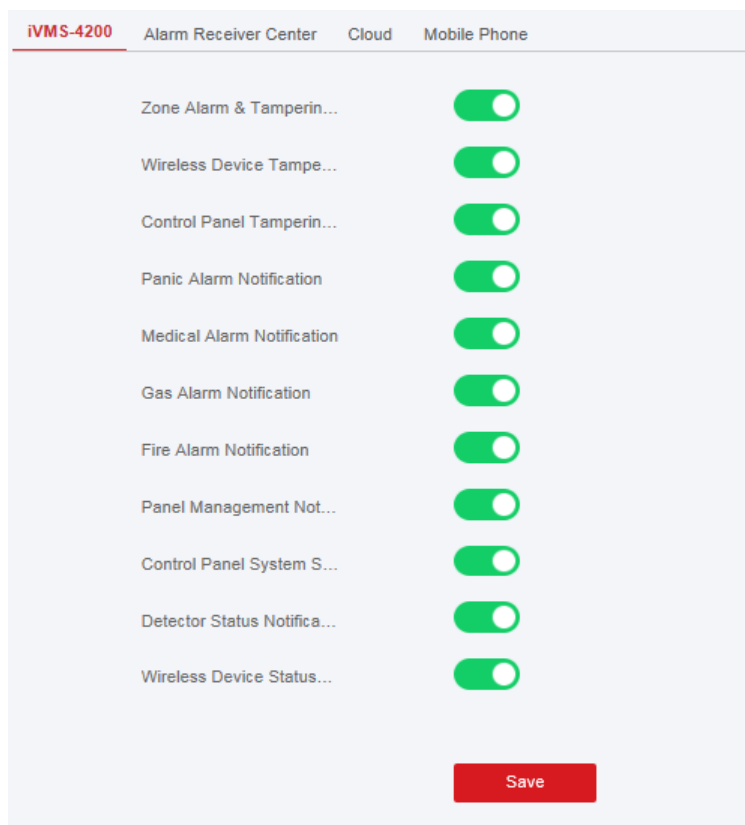 iVMS-4200 Alarm Receiver Center Cloud Mobile Phone
Zone Alarm & Tamperin...
Wireless Device Tampe...
Control Panel Tamperin...
Panic Alarm Notification
Medical Alarm Notification
Gas Alarm Notification
Fire Alarm Notification
Panel Management Not...
Control Panel System S...
Detector Status Notifica...
Wireless Device Status...
Save